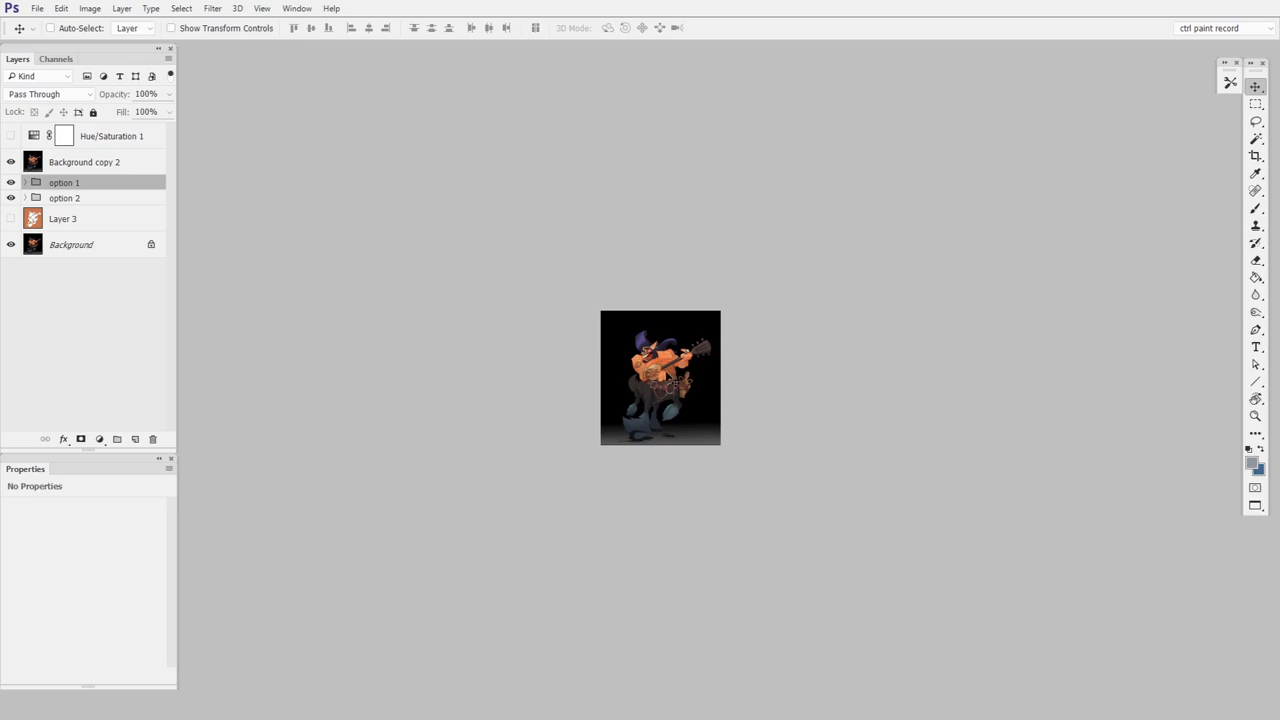 Ps File Edit Image Layer Type Select Filter 3D View Window Help
Auto-Select: Layer Show Transform Controls 3D Mode: ctrl paint record
Layers Channels
Kind
Pass Through Opacity: 100%
Lock: Fill: 100%
Hue/Saturation 1
Background copy 2
option 1
option 2
Layer 3
Background
fx
Properties
No Properties